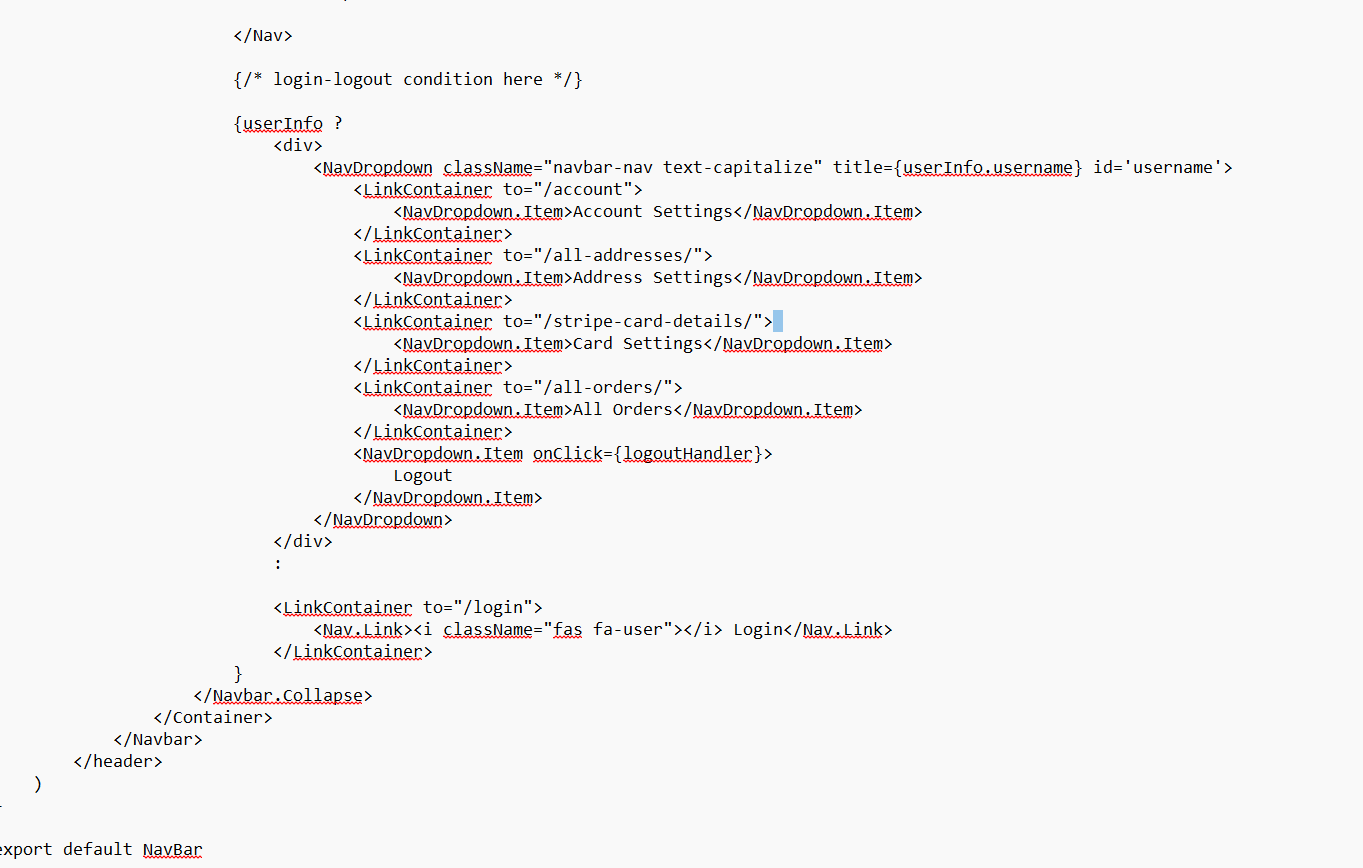 </Nav>
{/* login-logout condition here */}
{userInfo ?
<div>
<NavDropdown className="navbar-nav text-capitalize" title={userInfo.username} id='username'>
<LinkContainer to="/account">
<NavDropdown.Item>Account Settings</NavDropdown.Item>
</LinkContainer>
<LinkContainer to="/all-addresses/">
<NavDropdown.Item>Address Settings</NavDropdown.Item>
</LinkContainer>
<LinkContainer to="/stripe-card-details/">
<NavDropdown.Item>Card Settings</NavDropdown.Item>
</LinkContainer>
<LinkContainer to="/all-orders/">
<NavDropdown.Item>All Orders</NavDropdown.Item>
</LinkContainer>
<NavDropdown.Item onClick={logoutHandler}>
Logout
</NavDropdown.Item>
</NavDropdown>
</div>
:
<LinkContainer to="/login">
<Nav.Link><i className="fas fa-user"></i> Login</Nav.Link>
</LinkContainer>
}
</Navbar.Collapse>
</Container>
</Navbar>
</header>
)
export default NavBar